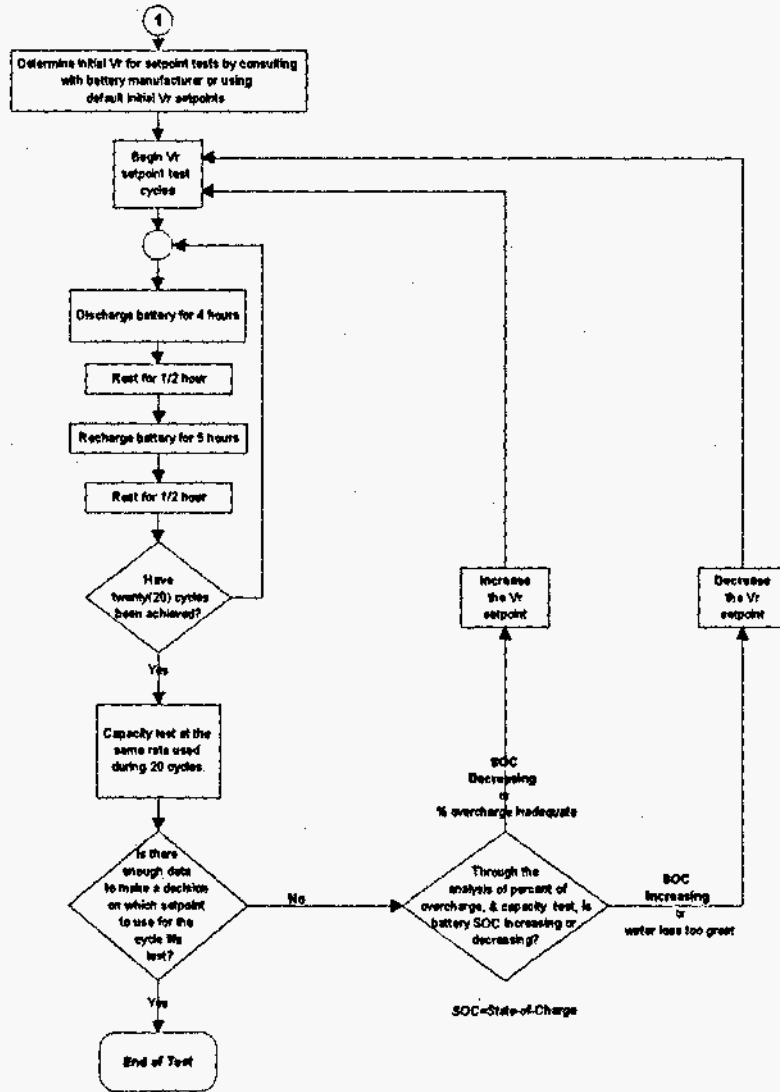 1
Determine initial Vr for setpoint tests by consulting
with battery manufacturer or using
default initial Vr setpoints
Begin Vr
setpoint test
cycles
Discharge battery for 4 hours
Rest for 1/2 hour
Recharge battery for 5 hours
Rest for 1/2 hour
Have
twenty(20) cycles
been achieved?
Increase
the Vr
setpoint
Decrease
the Vr
setpoint
Yes
Capacity test at the
same rate used
during 20 cycles.
SOC
Decreasing
or
% overcharge inadequate
Is there
enough data
to make a decision
on which setpoint
to use for the
cycle life
test?
No
Through the
analysis of percent of
overcharge, & capacity test, is
battery SOC increasing or
decreasing?
SOC
Increasing
or
water loss too great
Yes
SOC=State-of-Charge
End of Test